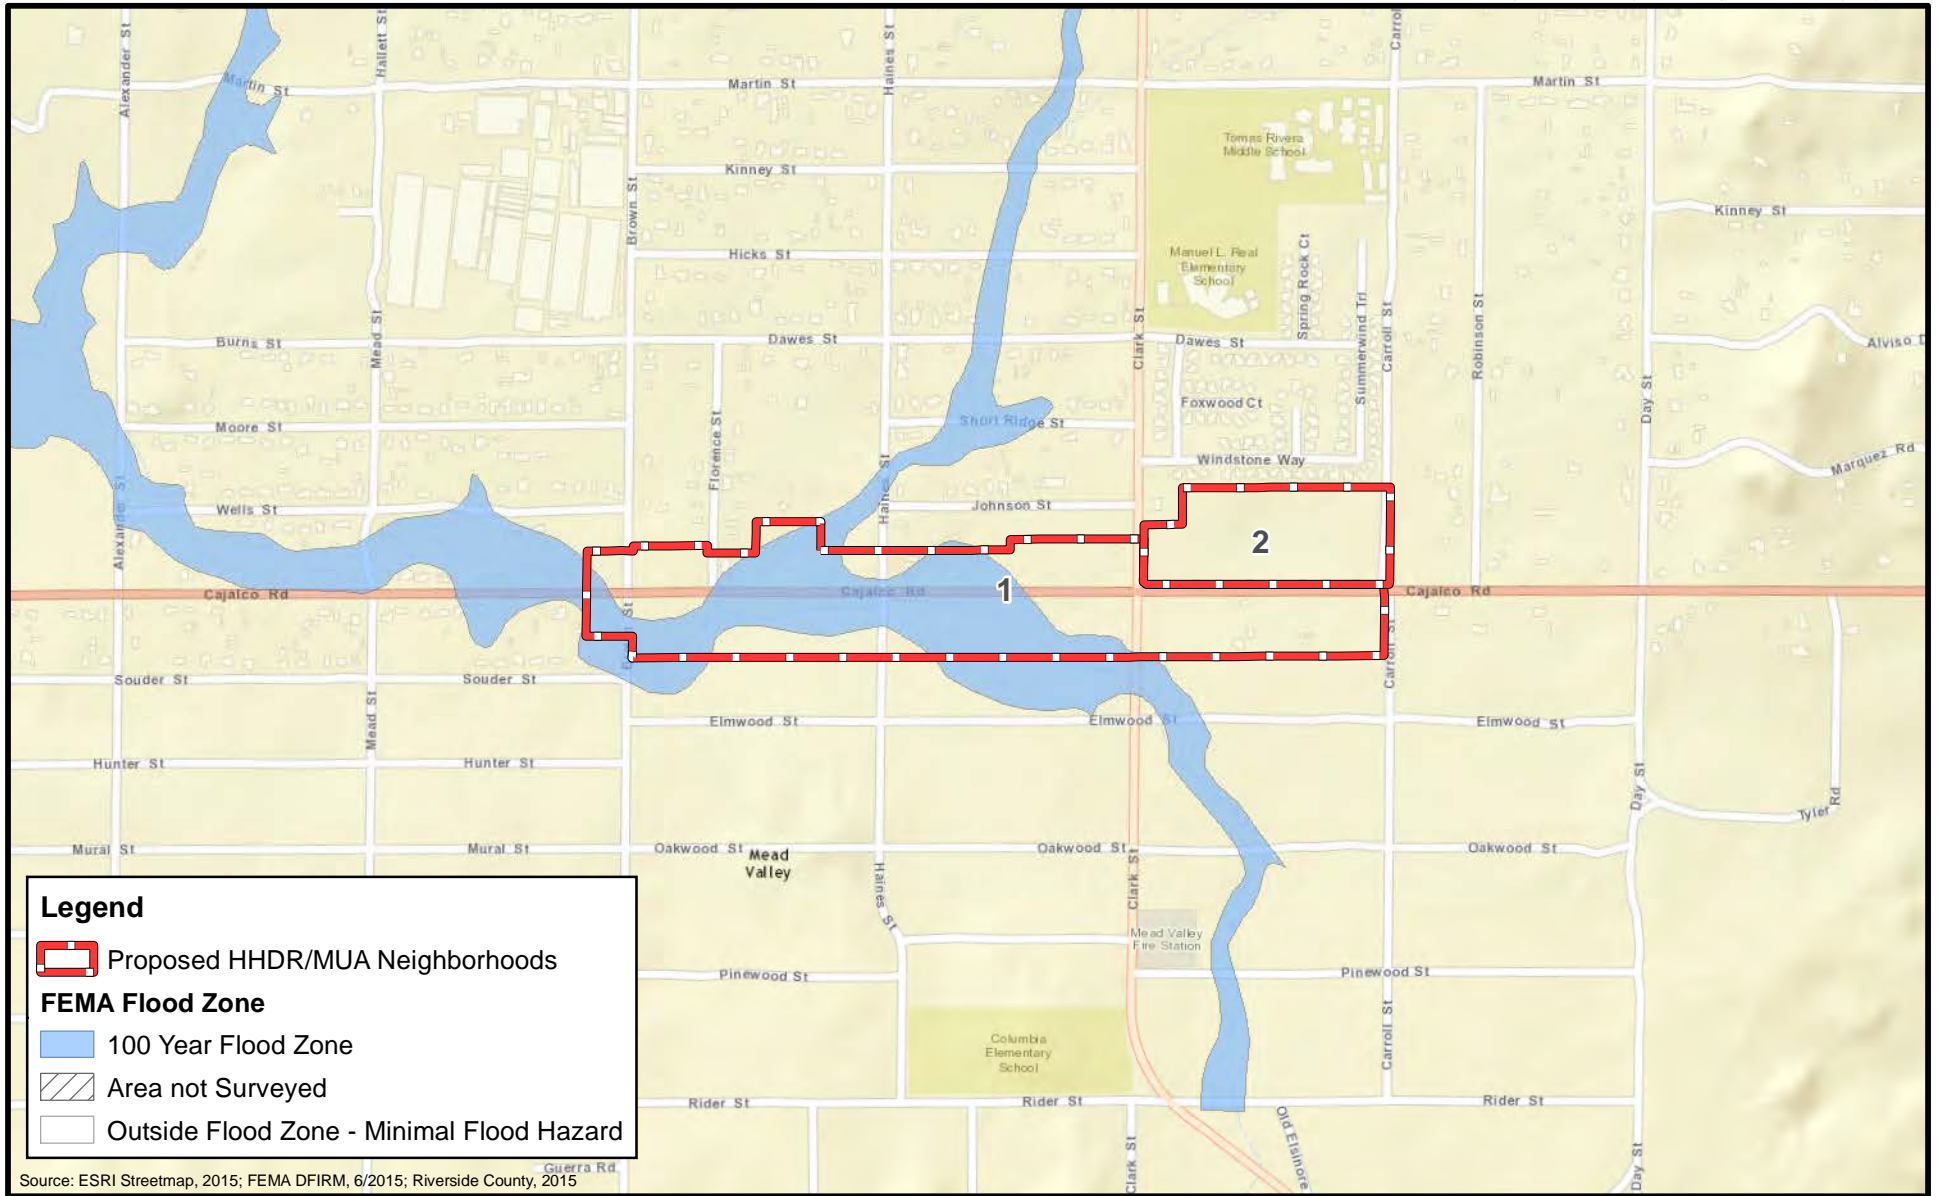 Alexander St
Hallett St
Haines St
Carrol
Martin St
Martin St
Martin St
Tomas Rivera
Middle School
Kinney St
Kinney St
Brown St
Hicks St
Manuel L. Real
Elementary
School
Spring Rock Ct
Summerwind Trl
Carroll St
Robinson St
Mead St
Clark St
Burns St
Dawes St
Dawes St
Alviso D
Day St
Foxwood Ct
Moore St
Short Ridge St
Florence St
Windstone Way
Marquez Rd
Haines St
Alexander St
Wells St
Johnson St
2
1
Cajalco Rd
Cajalco Rd
Cajalco Rd
St
Carroll St
Souder St
Souder St
Mead St
Elmwood St
Elmwood St
Elmwood St
Hunter St
Hunter St
Day St
Tyler Rd
Mural St
Mural St
Oakwood St
Oakwood St
Oakwood St
Mead
Valley
Haines St
Clark St
Mead Valley
Fire Station
Pinewood St
Pinewood St
Carroll St
Columbia
Elementary
School
Rider St
Rider St
Rider St
Old Elsinore
Clark St
Day St
Guerra Rd
Legend
Proposed HHDR/MUA Neighborhoods
FEMA Flood Zone
100 Year Flood Zone
Area not Surveyed
Outside Flood Zone - Minimal Flood Hazard
Source: ESRI Streetmap, 2015; FEMA DFIRM, 6/2015; Riverside County, 2015